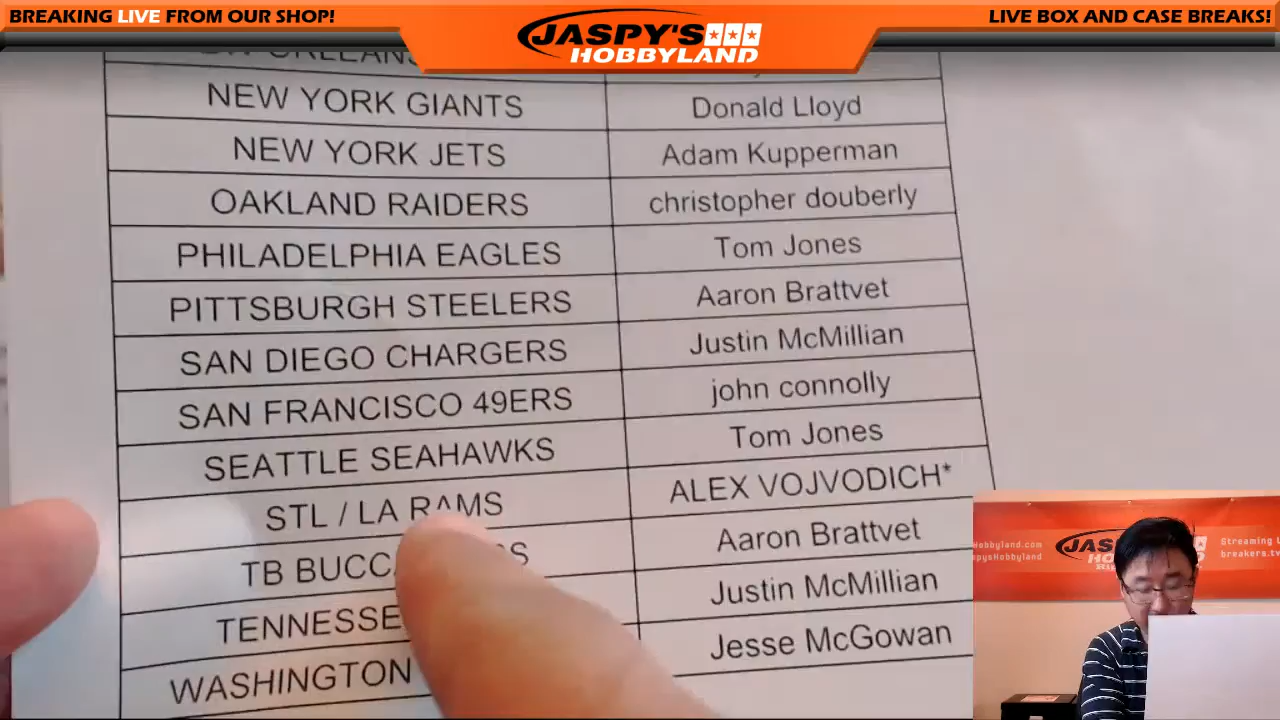 BREAKING LIVE FROM OUR SHOP!
JASPY'S
HOBBYLAND
LIVE BOX AND CASE BREAKS!
NEW YORK GIANTS Donald Lloyd
NEW YORK JETS Adam Kupperman
OAKLAND RAIDERS christopher douberly
PHILADELPHIA EAGLES Tom Jones
PITTSBURGH STEELERS Aaron Brattvet
SAN DIEGO CHARGERS Justin McMillian
SAN FRANCISCO 49ERS john connolly
SEATTLE SEAHAWKS Tom Jones
STL / LA RAMS ALEX VOJVODICH*
TB Aaron Brattvet
Justin McMillian
WASHINGTON Jesse McGowan
Streaming
breakers.tv